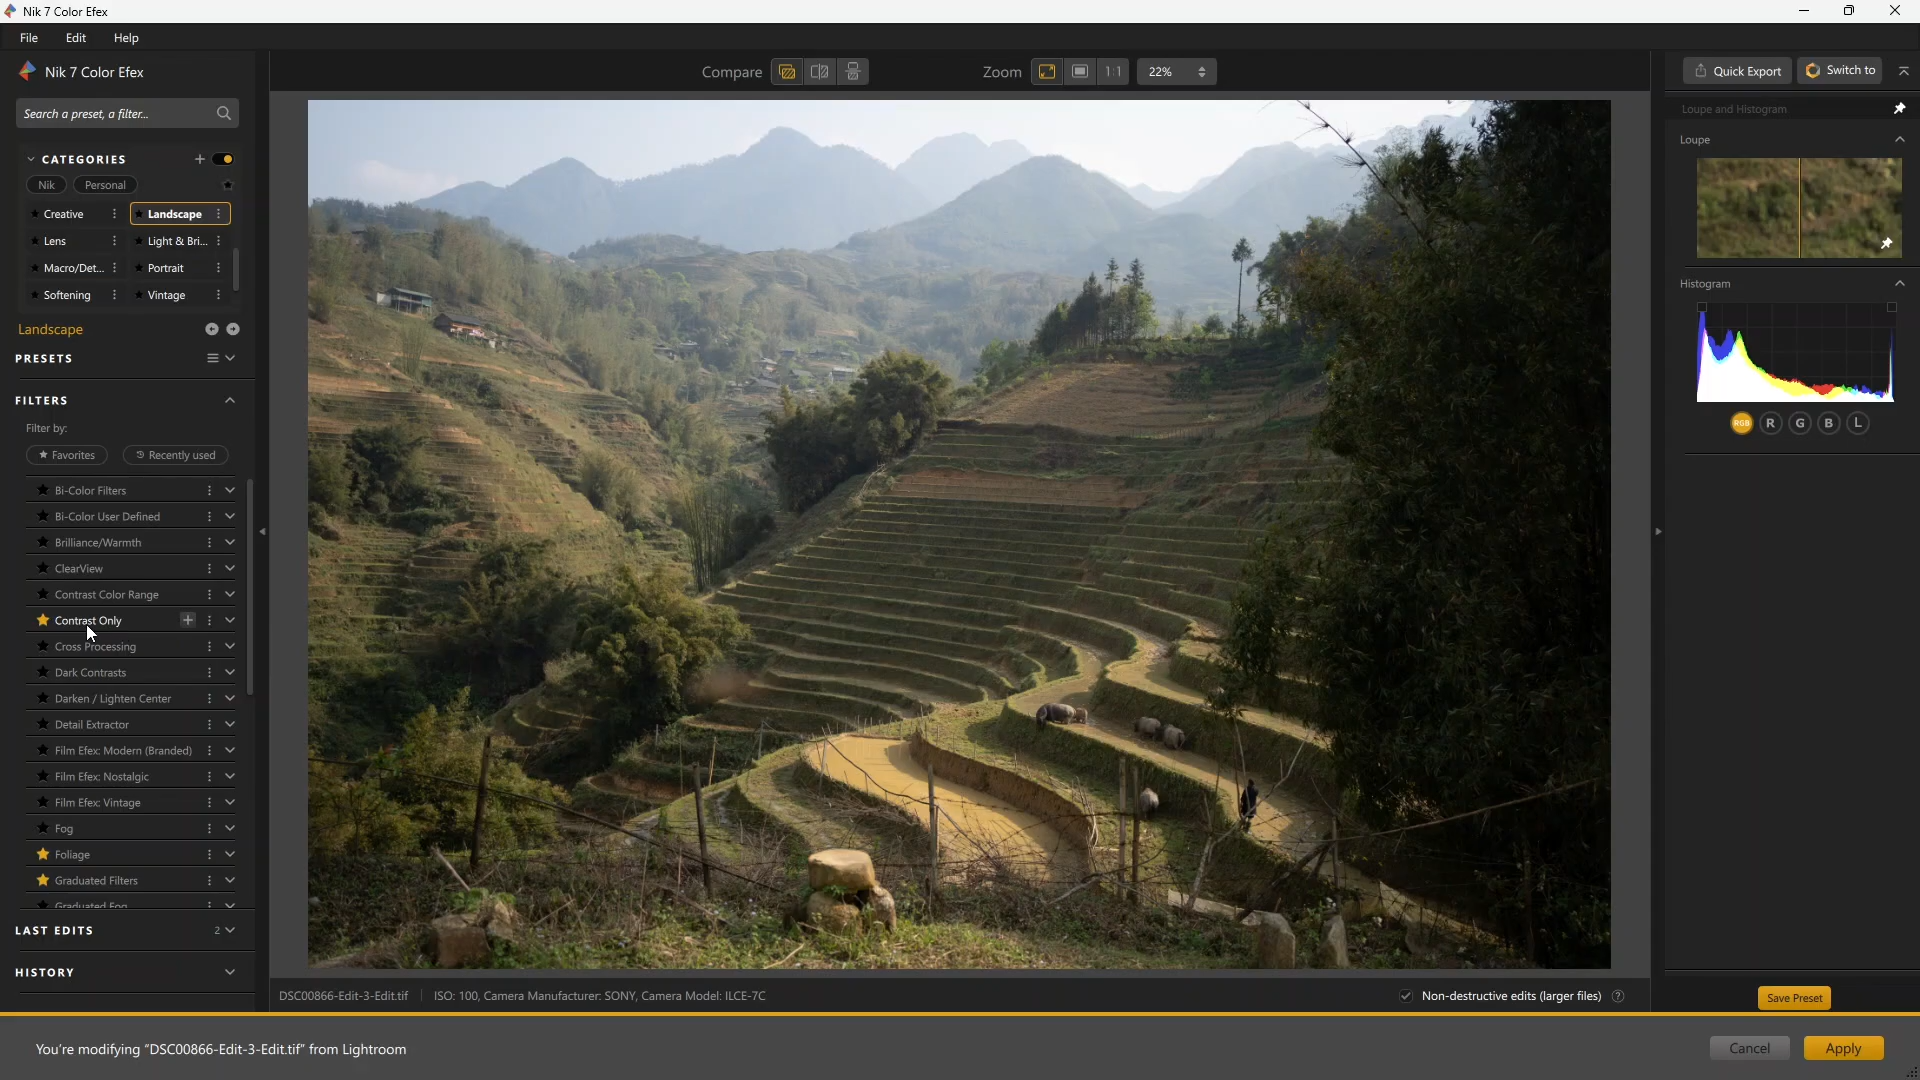 Nik 7 Color Efex
File Edit Help
Nik 7 Color Efex
Compare
Zoom 1:1 22%
Quick Export Switch to
Search a preset, a filter...
Loupe and Histogram
Loupe
CATEGORIES
Nik Personal
Creative Landscape
Lens Light & Bri...
Macro/Det... Portrait
Softening Vintage
Histogram
RGB R G B L
Landscape
PRESETS
FILTERS
Filter by:
Favorites Recently used
Bi-Color Filters
Bi-Color User Defined
Brilliance/Warmth
ClearView
Contrast Color Range
Contrast Only
Cross Processing
Dark Contrasts
Darken / Lighten Center
Detail Extractor
Film Efex: Modern (Branded)
Film Efex: Nostalgic
Film Efex: Vintage
Fog
Foliage
Graduated Filters
Graduated Fog
LAST EDITS 2
HISTORY
DSC00866-Edit-3-Edit.tif ISO: 100, Camera Manufacturer: SONY, Camera Model: ILCE-7C
Non-destructive edits (larger files) ?
Save Preset
You're modifying "DSC00866-Edit-3-Edit.tif" from Lightroom
Cancel Apply